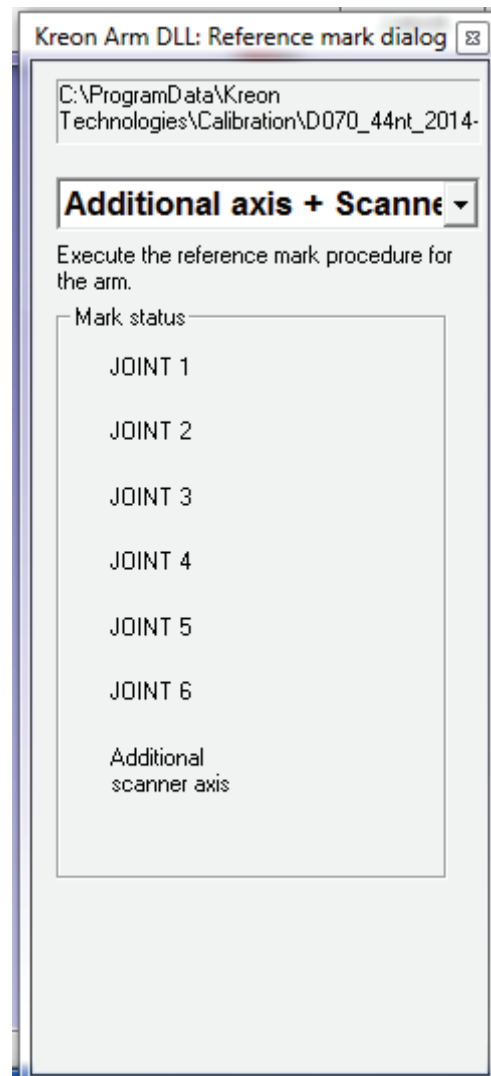 Kreon Arm DLL: Reference mark dialog
C:\ProgramData\Kreon
Technologies\Calibration\D070_44nt_2014-
Additional axis + Scanne
Execute the reference mark procedure for
the arm.
Mark status
JOINT 1
JOINT 2
JOINT 3
JOINT 4
JOINT 5
JOINT 6
Additional
scanner axis